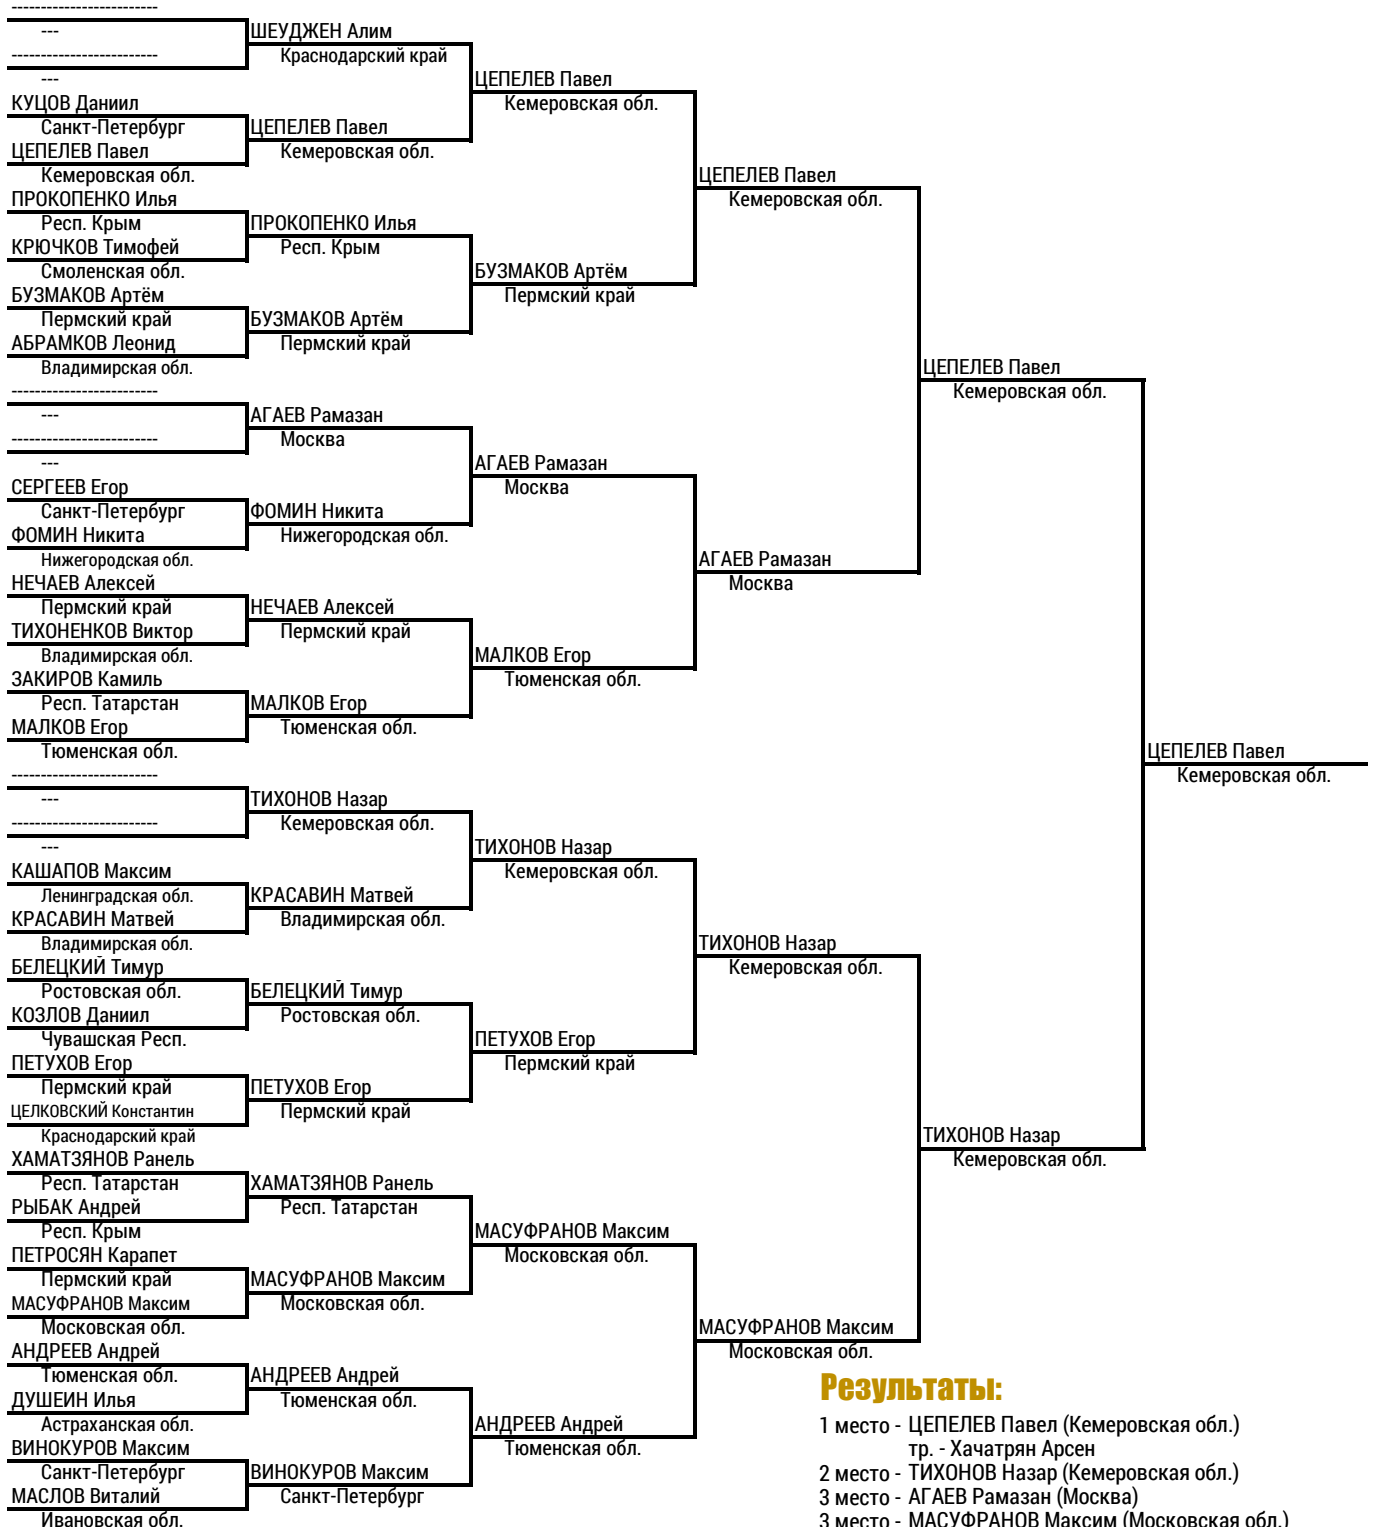 -------------------------
---
-------------------------
---
КУЦОВ Даниил
Санкт-Петербург
ЦЕПЕЛЕВ Павел
Кемеровская обл.
ПРОКОПЕНКО Илья
Респ. Крым
КРЮЧКОВ Тимофей
Смоленская обл.
БУЗМАКОВ Артём
Пермский край
АБРАМКОВ Леонид
Владимирская обл.
-------------------------
---
-------------------------
---
СЕРГЕЕВ Егор
Санкт-Петербург
ФОМИН Никита
Нижегородская обл.
НЕЧАЕВ Алексей
Пермский край
ТИХОНЕНКОВ Виктор
Владимирская обл.
ЗАКИРОВ Камиль
Респ. Татарстан
МАЛКОВ Егор
Тюменская обл.
-------------------------
---
-------------------------
---
КАШАПОВ Максим
Ленинградская обл.
КРАСАВИН Матвей
Владимирская обл.
БЕЛЕЦКИЙ Тимур
Ростовская обл.
КОЗЛОВ Даниил
Чувашская Респ.
ПЕТУХОВ Егор
Пермский край
ЦЕЛКОВСКИЙ Константин
Краснодарский край
ХАМАТЗЯНОВ Ранель
Респ. Татарстан
РЫБАК Андрей
Респ. Крым
ПЕТРОСЯН Карапет
Пермский край
МАСУФРАНОВ Максим
Московская обл.
АНДРЕЕВ Андрей
Тюменская обл.
ДУШЕИН Илья
Астраханская обл.
ВИНОКУРОВ Максим
Санкт-Петербург
МАСЛОВ Виталий
Ивановская обл.
ШЕУДЖЕН Алим
Краснодарский край
ЦЕПЕЛЕВ Павел
Кемеровская обл.
ПРОКОПЕНКО Илья
Респ. Крым
БУЗМАКОВ Артём
Пермский край
АГАЕВ Рамазан
Москва
ФОМИН Никита
Нижегородская обл.
НЕЧАЕВ Алексей
Пермский край
МАЛКОВ Егор
Тюменская обл.
ТИХОНОВ Назар
Кемеровская обл.
КРАСАВИН Матвей
Владимирская обл.
БЕЛЕЦКИЙ Тимур
Ростовская обл.
ПЕТУХОВ Егор
Пермский край
ХАМАТЗЯНОВ Ранель
Респ. Татарстан
МАСУФРАНОВ Максим
Московская обл.
АНДРЕЕВ Андрей
Тюменская обл.
ВИНОКУРОВ Максим
Санкт-Петербург
ЦЕПЕЛЕВ Павел
Кемеровская обл.
БУЗМАКОВ Артём
Пермский край
АГАЕВ Рамазан
Москва
МАЛКОВ Егор
Тюменская обл.
ТИХОНОВ Назар
Кемеровская обл.
ПЕТУХОВ Егор
Пермский край
МАСУФРАНОВ Максим
Московская обл.
АНДРЕЕВ Андрей
Тюменская обл.
ЦЕПЕЛЕВ Павел
Кемеровская обл.
АГАЕВ Рамазан
Москва
ТИХОНОВ Назар
Кемеровская обл.
МАСУФРАНОВ Максим
Московская обл.
ЦЕПЕЛЕВ Павел
Кемеровская обл.
ТИХОНОВ Назар
Кемеровская обл.
ЦЕПЕЛЕВ Павел
Кемеровская обл.
Результаты:
1 место - ЦЕПЕЛЕВ Павел (Кемеровская обл.)
тр. - Хачатрян Арсен
2 место - ТИХОНОВ Назар (Кемеровская обл.)
3 место - АГАЕВ Рамазан (Москва)
3 место - МАСУФРАНОВ Максим (Московская обл.)